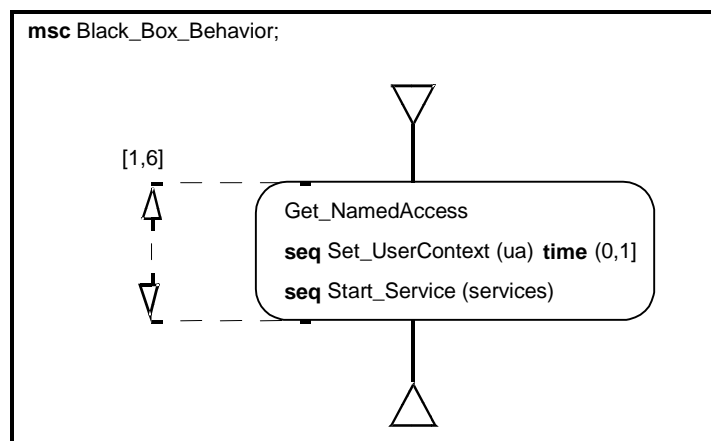 msc Black_Box_Behavior;
[1,6]
Get_NamedAccess
seq Set_UserContext (ua) time (0,1]
seq Start_Service (services)